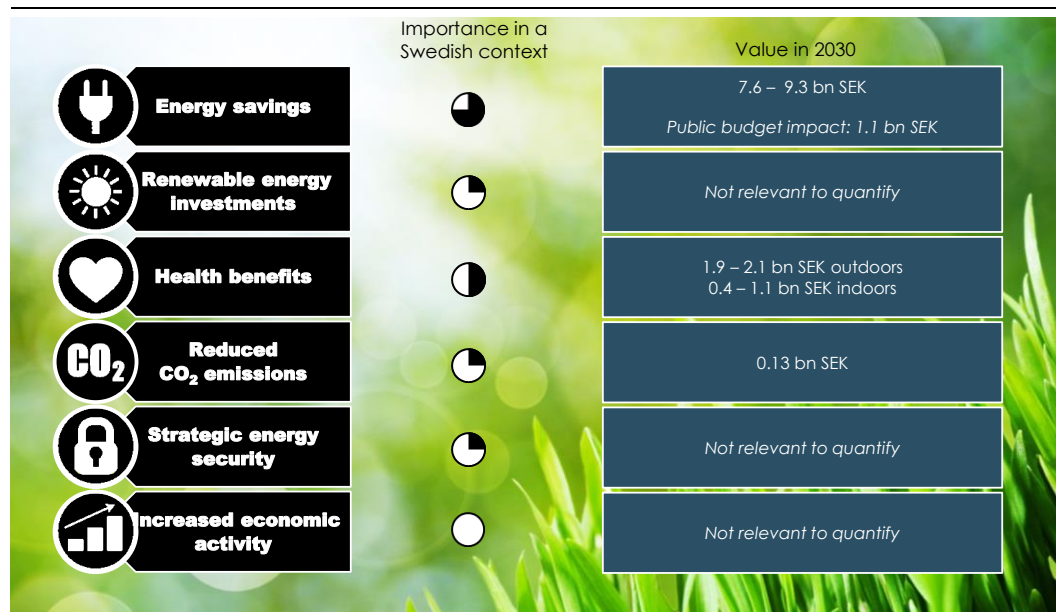 Importance in a
Swedish context
Value in 2030
Energy savings
7.6 – 9.3 bn SEK
Public budget impact: 1.1 bn SEK
Renewable energy
investments
Not relevant to quantify
Health benefits
1.9 – 2.1 bn SEK outdoors
0.4 – 1.1 bn SEK indoors
CO₂
Reduced
CO₂ emissions
0.13 bn SEK
Strategic energy
security
Not relevant to quantify
Increased economic
activity
Not relevant to quantify